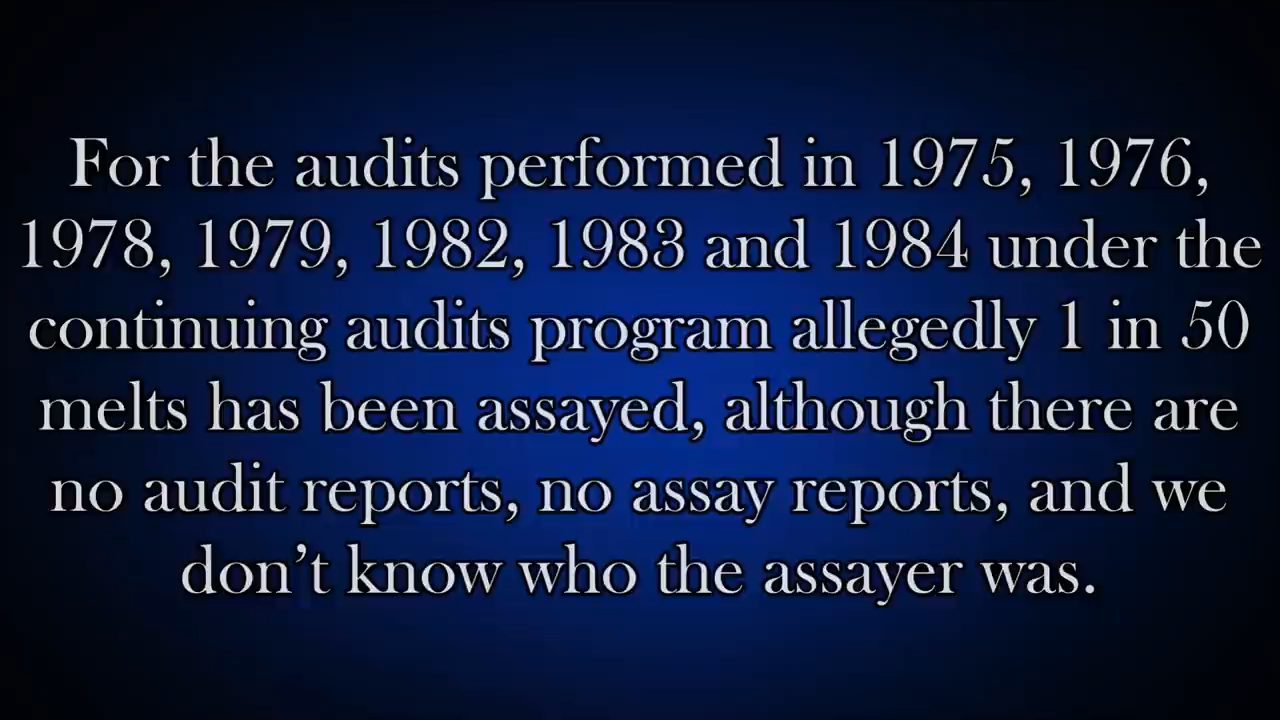 For the audits performed in 1975, 1976,
1978, 1979, 1982, 1983 and 1984 under the
continuing audits program allegedly 1 in 50
melts has been assayed, although there are
no audit reports, no assay reports, and we
don’t know who the assayer was.